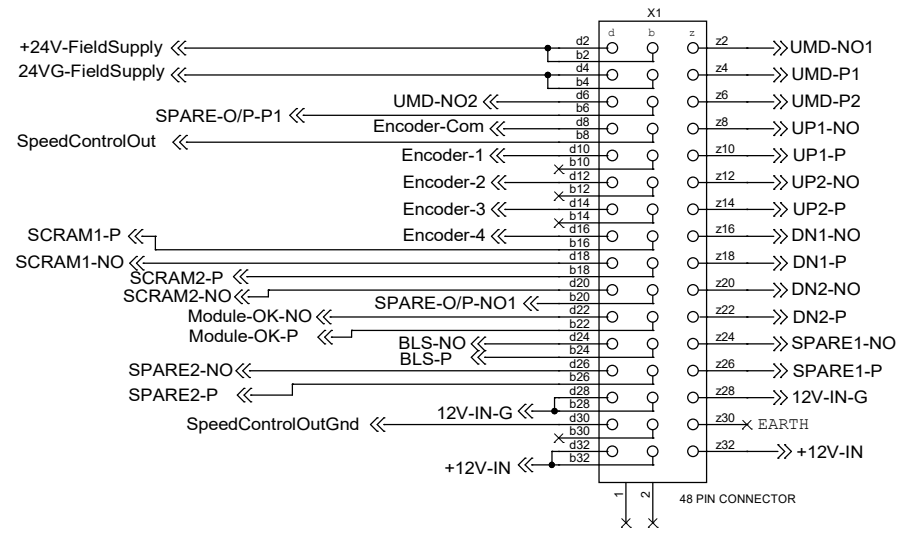 X1
d b z
+24V-FieldSupply d2 z2 UMD-NO1
b2
24VG-FieldSupply d4 z4 UMD-P1
b4
UMD-NO2 d6 z6 UMD-P2
SPARE-O/P-P1 b6
Encoder-Com d8 z8 UP1-NO
SpeedControlOut b8
Encoder-1 d10 z10 UP1-P
b10
Encoder-2 d12 z12 UP2-NO
b12
Encoder-3 d14 z14 UP2-P
b14
SCRAM1-P Encoder-4 d16 z16 DN1-NO
b16
SCRAM1-NO d18 z18 DN1-P
SCRAM2-P b18
SCRAM2-NO d20 z20 DN2-NO
SPARE-O/P-NO1 b20
Module-OK-NO d22 z22 DN2-P
Module-OK-P b22
BLS-NO d24 z24 SPARE1-NO
BLS-P b24
SPARE2-NO d26 z26 SPARE1-P
SPARE2-P b26
d28 z28 12V-IN-G
12V-IN-G b28
SpeedControlOutGnd d30 z30 EARTH
b30
d32 z32 +12V-IN
+12V-IN b32
1 2 48 PIN CONNECTOR